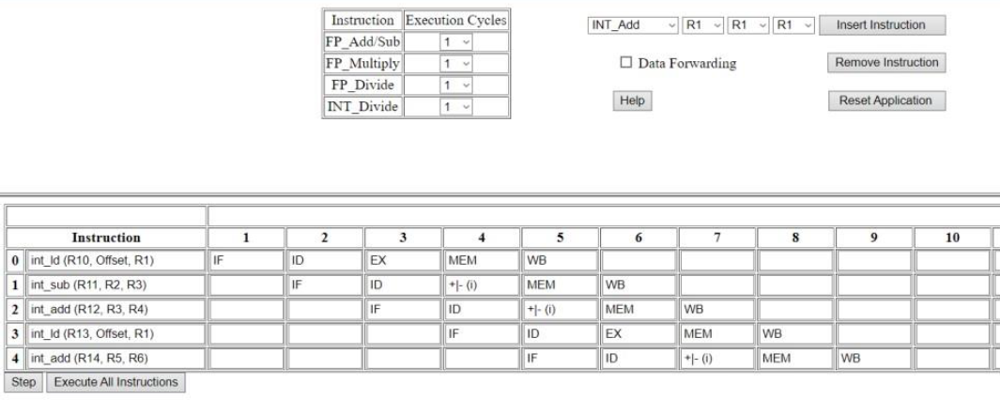 Instruction Execution Cycles
FP_Add/Sub 1
FP_Multiply 1
FP_Divide 1
INT_Divide 1
INT_Add R1 R1 R1 Insert Instruction
Data Forwarding Remove Instruction
Help Reset Application
Instruction 1 2 3 4 5 6 7 8 9 10
0 int_ld (R10, Offset, R1) IF ID EX MEM WB
1 int_sub (R11, R2, R3) IF ID +|- (i) MEM WB
2 int_add (R12, R3, R4) IF ID +|- (i) MEM WB
3 int_ld (R13, Offset, R1) IF ID EX MEM WB
4 int_add (R14, R5, R6) IF ID +|- (i) MEM WB
Step Execute All Instructions